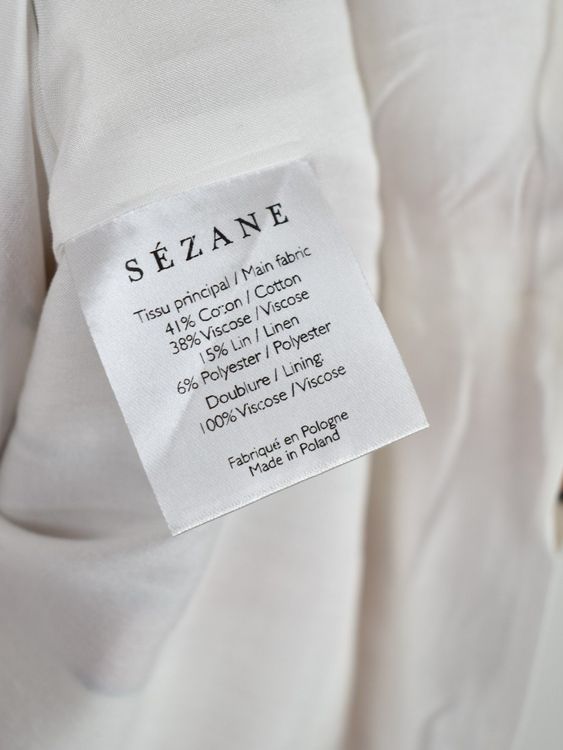 SÉZANE
Tissu principal / Main fabric
41% Coton / Cotton
38% Viscose / Viscose
15% Lin / Linen
6% Polyester / Polyester
Doublure / Lining:
100% Viscose / Viscose
Fabriqué en Pologne
Made in Poland